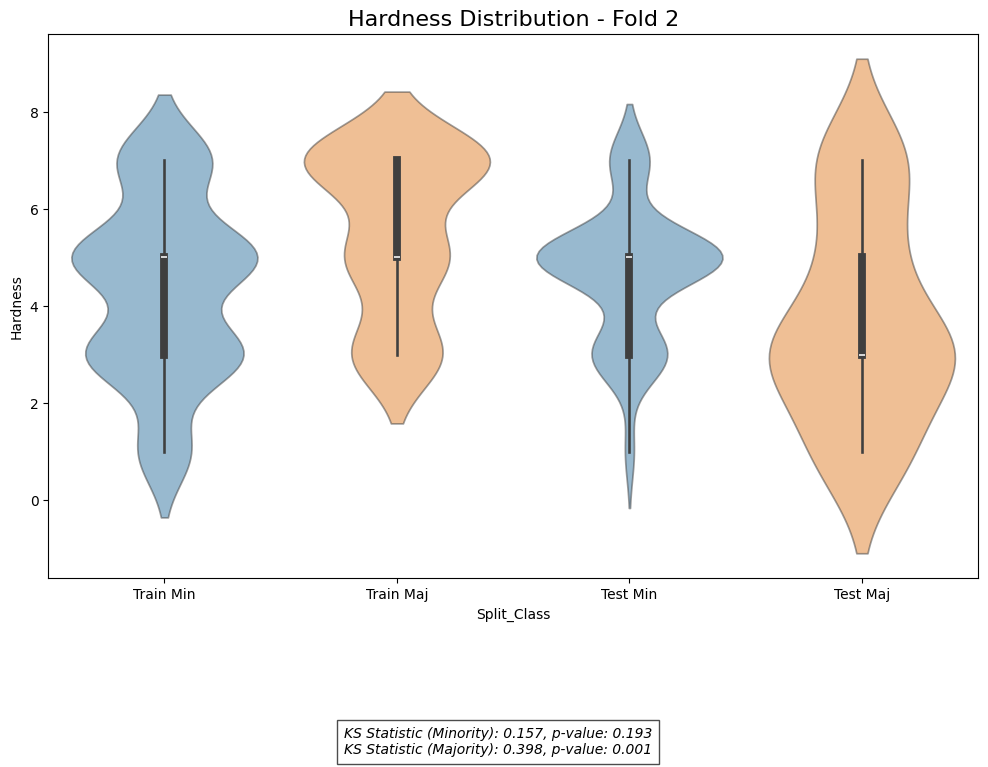 Hardness Distribution - Fold 2
Hardness
8
6
4
2
0
Train Min
Train Maj
Test Min
Test Maj
Split_Class
KS Statistic (Minority): 0.157, p-value: 0.193
KS Statistic (Majority): 0.398, p-value: 0.001